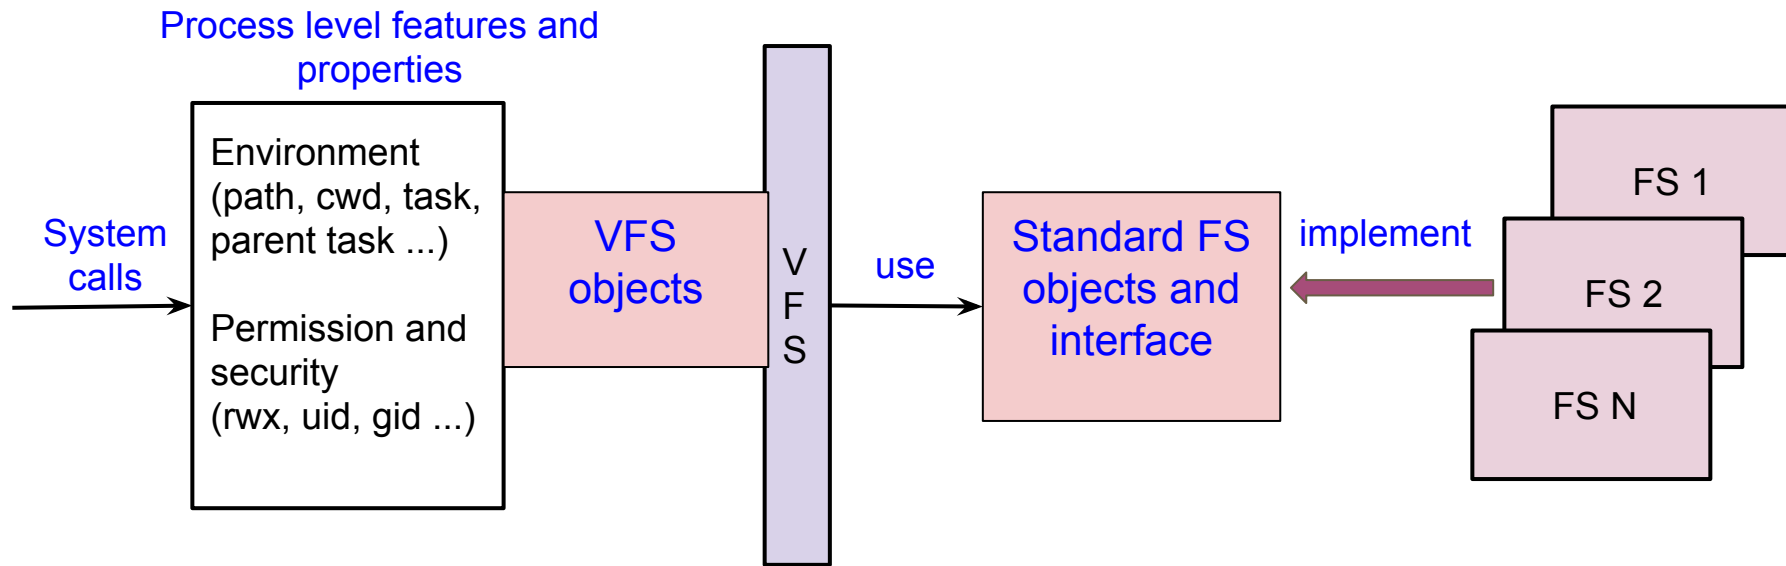 Process level features and
properties
Environment
(path, cwd, task,
parent task ...)
Permission and
security
(rwx, uid, gid ...)
System
calls
VFS
objects
V
F
S
use
Standard FS
objects and
interface
implement
FS 1
FS 2
FS N